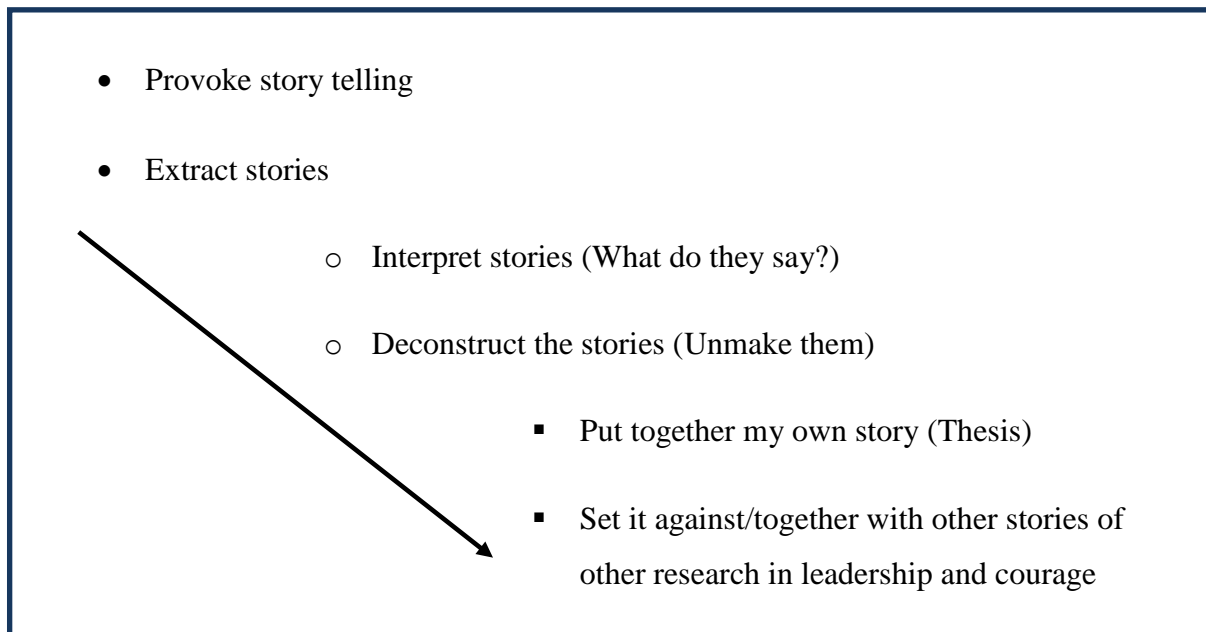 • Provoke story telling
• Extract stories
o Interpret stories (What do they say?)
o Deconstruct the stories (Unmake them)
▪ Put together my own story (Thesis)
▪ Set it against/together with other stories of
other research in leadership and courage